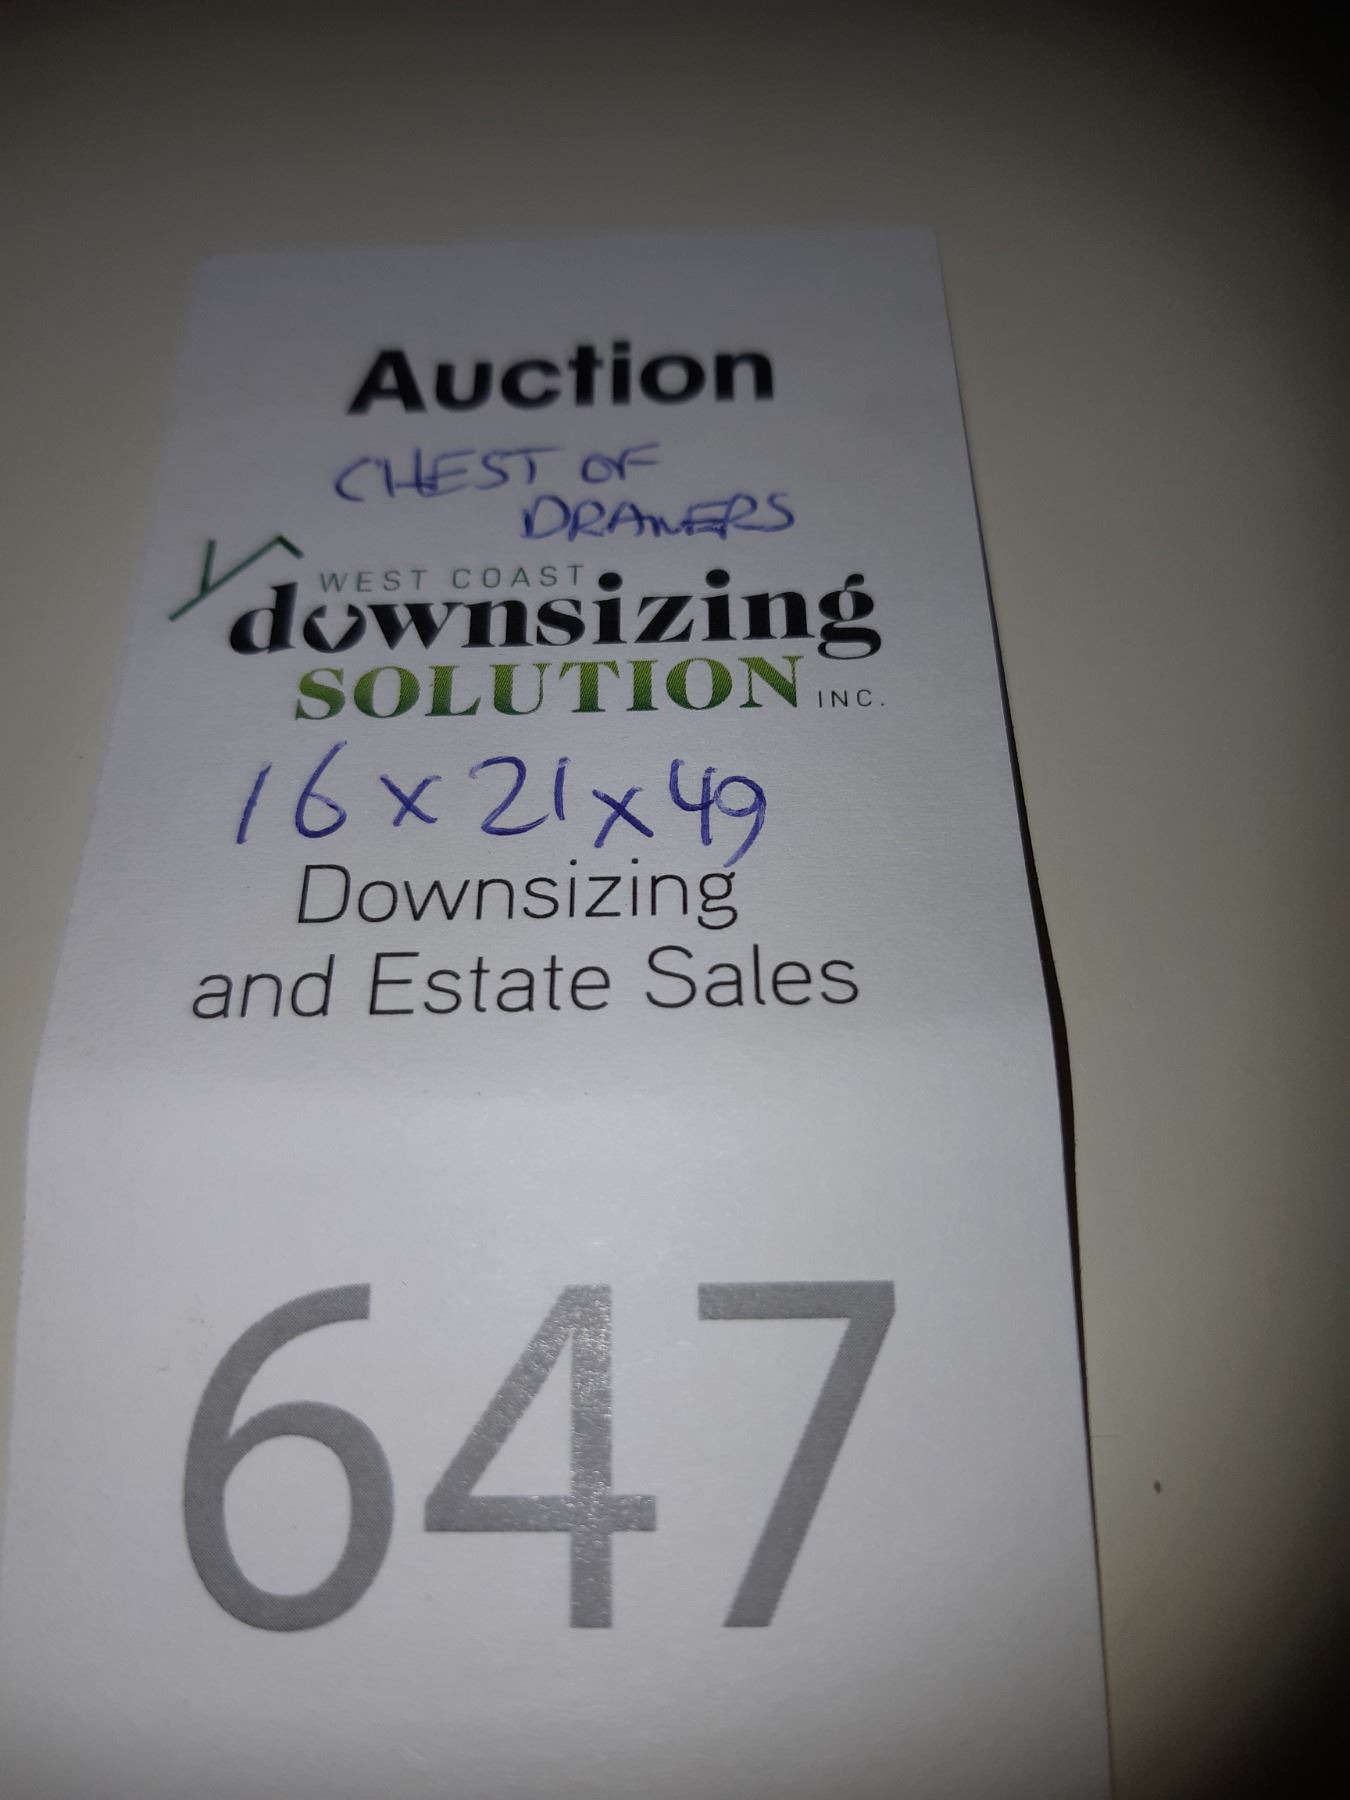 Auction
CHEST OF
DRAWERS
WEST COAST
downsizing
SOLUTION INC.
16 x 21 x 49
Downsizing
and Estate Sales
647